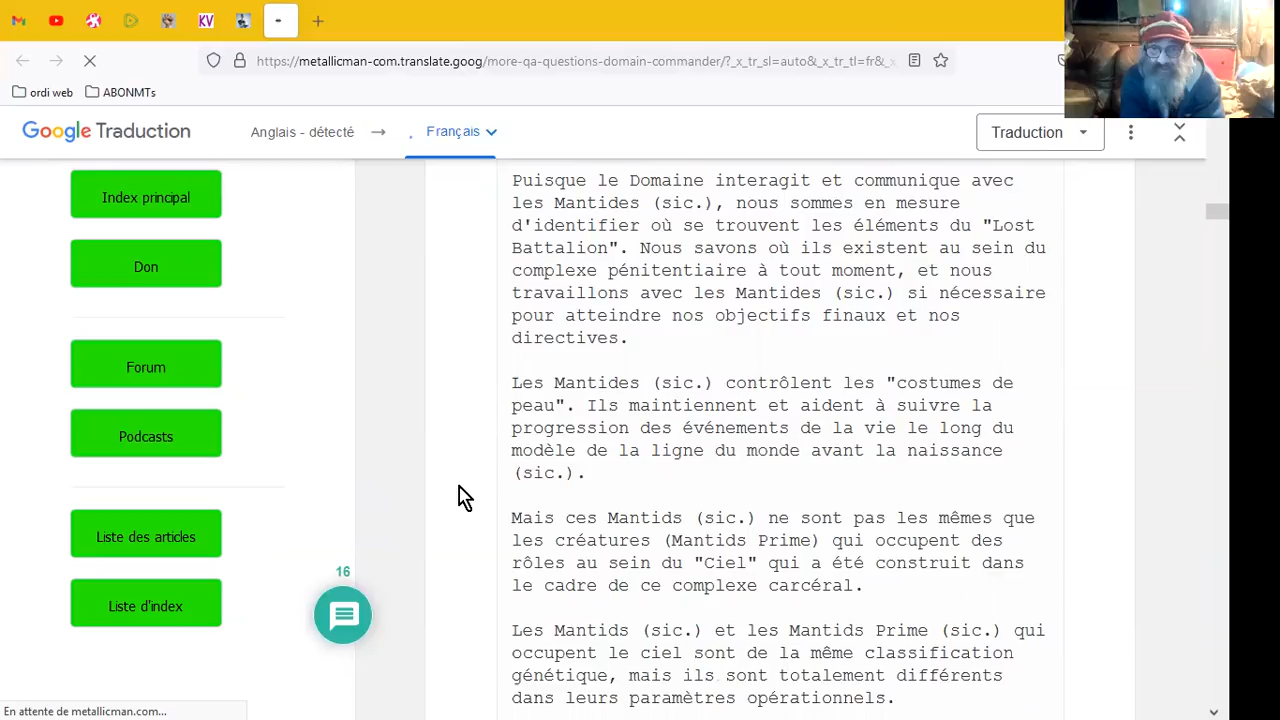 KV
https://metallicman-com.translate.goog/more-qa-questions-domain-commander/?_x_tr_sl=auto&_x_tr_tl=fr&_x
ordi web
ABONMTs
Google Traduction
Anglais - détecté
Français
Traduction
Index principal
Don
Forum
Podcasts
Liste des articles
Liste d'index
16
Puisque le Domaine interagit et communique avec
les Mantides (sic.), nous sommes en mesure
d'identifier où se trouvent les éléments du "Lost
Battalion". Nous savons où ils existent au sein du
complexe pénitentiaire à tout moment, et nous
travaillons avec les Mantides (sic.) si nécessaire
pour atteindre nos objectifs finaux et nos
directives.
Les Mantides (sic.) contrôlent les "costumes de
peau". Ils maintiennent et aident à suivre la
progression des événements de la vie le long du
modèle de la ligne du monde avant la naissance
(sic.).
Mais ces Mantids (sic.) ne sont pas les mêmes que
les créatures (Mantids Prime) qui occupent des
rôles au sein du "Ciel" qui a été construit dans
le cadre de ce complexe carcéral.
Les Mantids (sic.) et les Mantids Prime (sic.) qui
occupent le ciel sont de la même classification
génétique, mais ils sont totalement différents
dans leurs paramètres opérationnels.
En attente de metallicman.com...